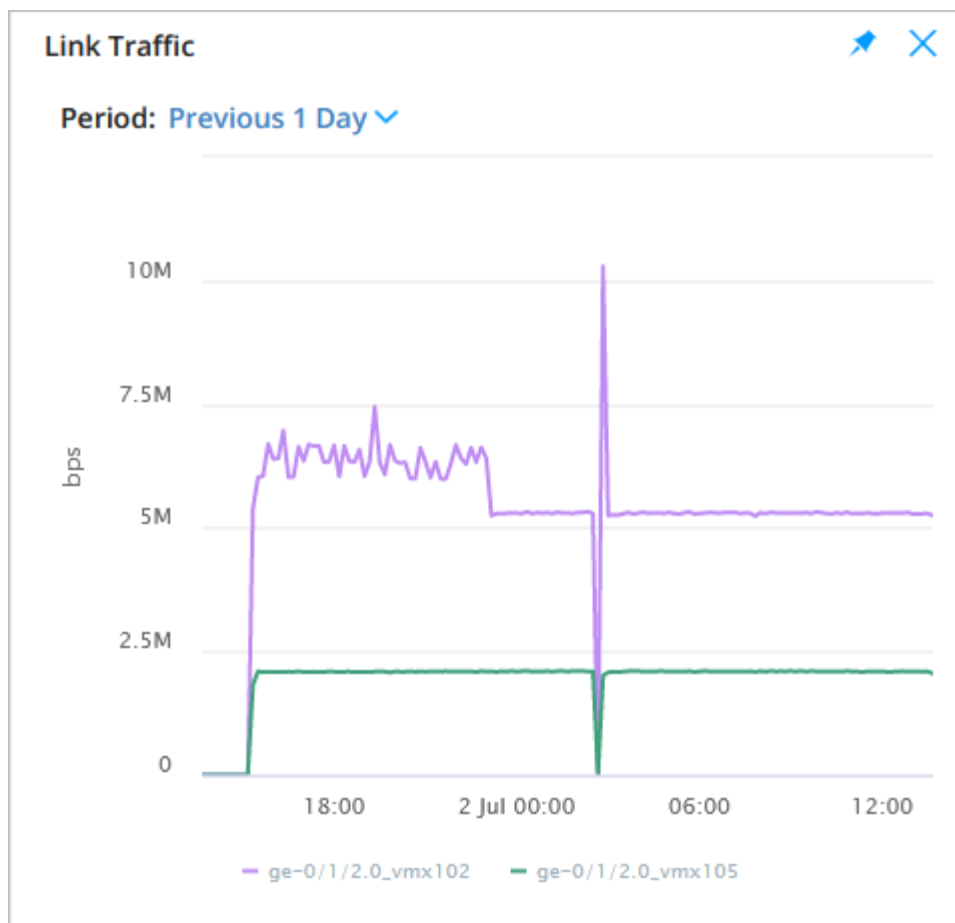 Link Traffic
Period: Previous 1 Day
10M
7.5M
bps
5M
2.5M
0
18:00 2 Jul 00:00 06:00 12:00
ge-0/1/2.0_vmx102 ge-0/1/2.0_vmx105